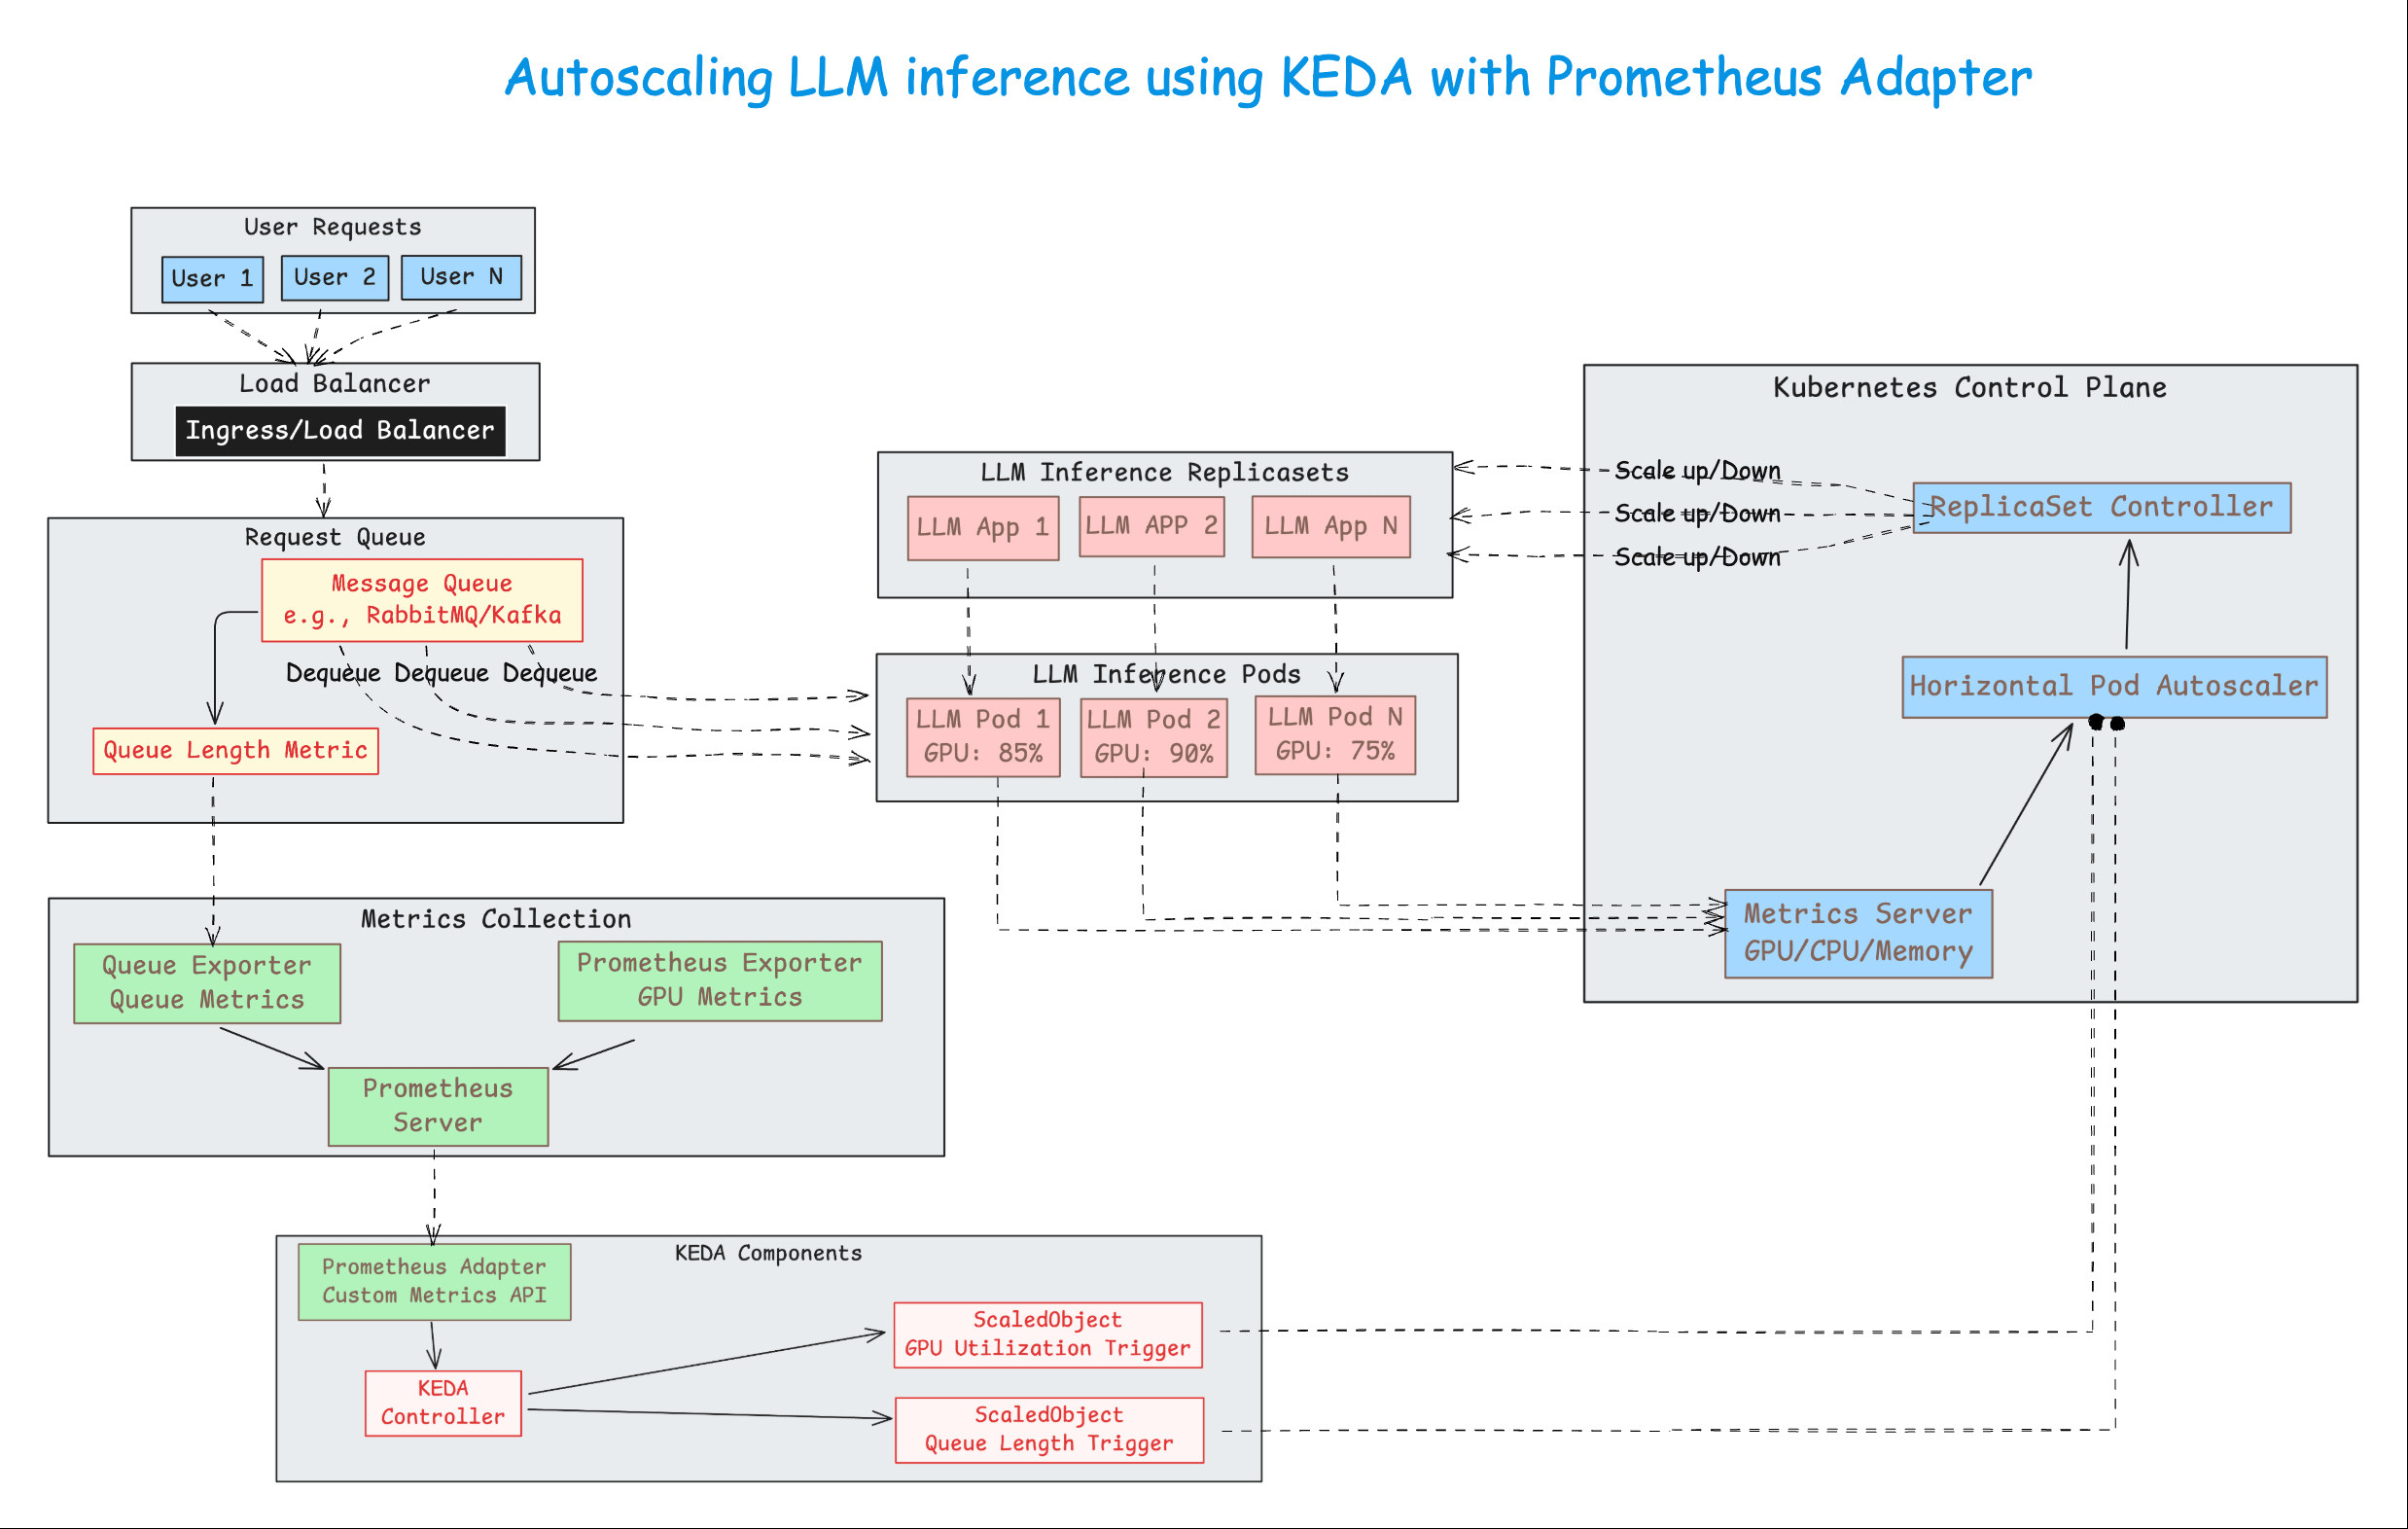 Autoscaling LLM inference using KEDA with Prometheus Adapter
User Requests
User 1
User 2
User N
Load Balancer
Ingress/Load Balancer
Request Queue
Message Queue
e.g., RabbitMQ/Kafka
Dequeue
Dequeue
Dequeue
Queue Length Metric
LLM Inference Replicasets
LLM App 1
LLM APP 2
LLM App N
LLM Inference Pods
LLM Pod 1
GPU: 85%
LLM Pod 2
GPU: 90%
LLM Pod N
GPU: 75%
Kubernetes Control Plane
Scale up/Down
Scale up/Down
Scale up/Down
ReplicaSet Controller
Horizontal Pod Autoscaler
Metrics Server
GPU/CPU/Memory
Metrics Collection
Queue Exporter
Queue Metrics
Prometheus Exporter
GPU Metrics
Prometheus
Server
KEDA Components
Prometheus Adapter
Custom Metrics API
KEDA
Controller
ScaledObject
GPU Utilization Trigger
ScaledObject
Queue Length Trigger